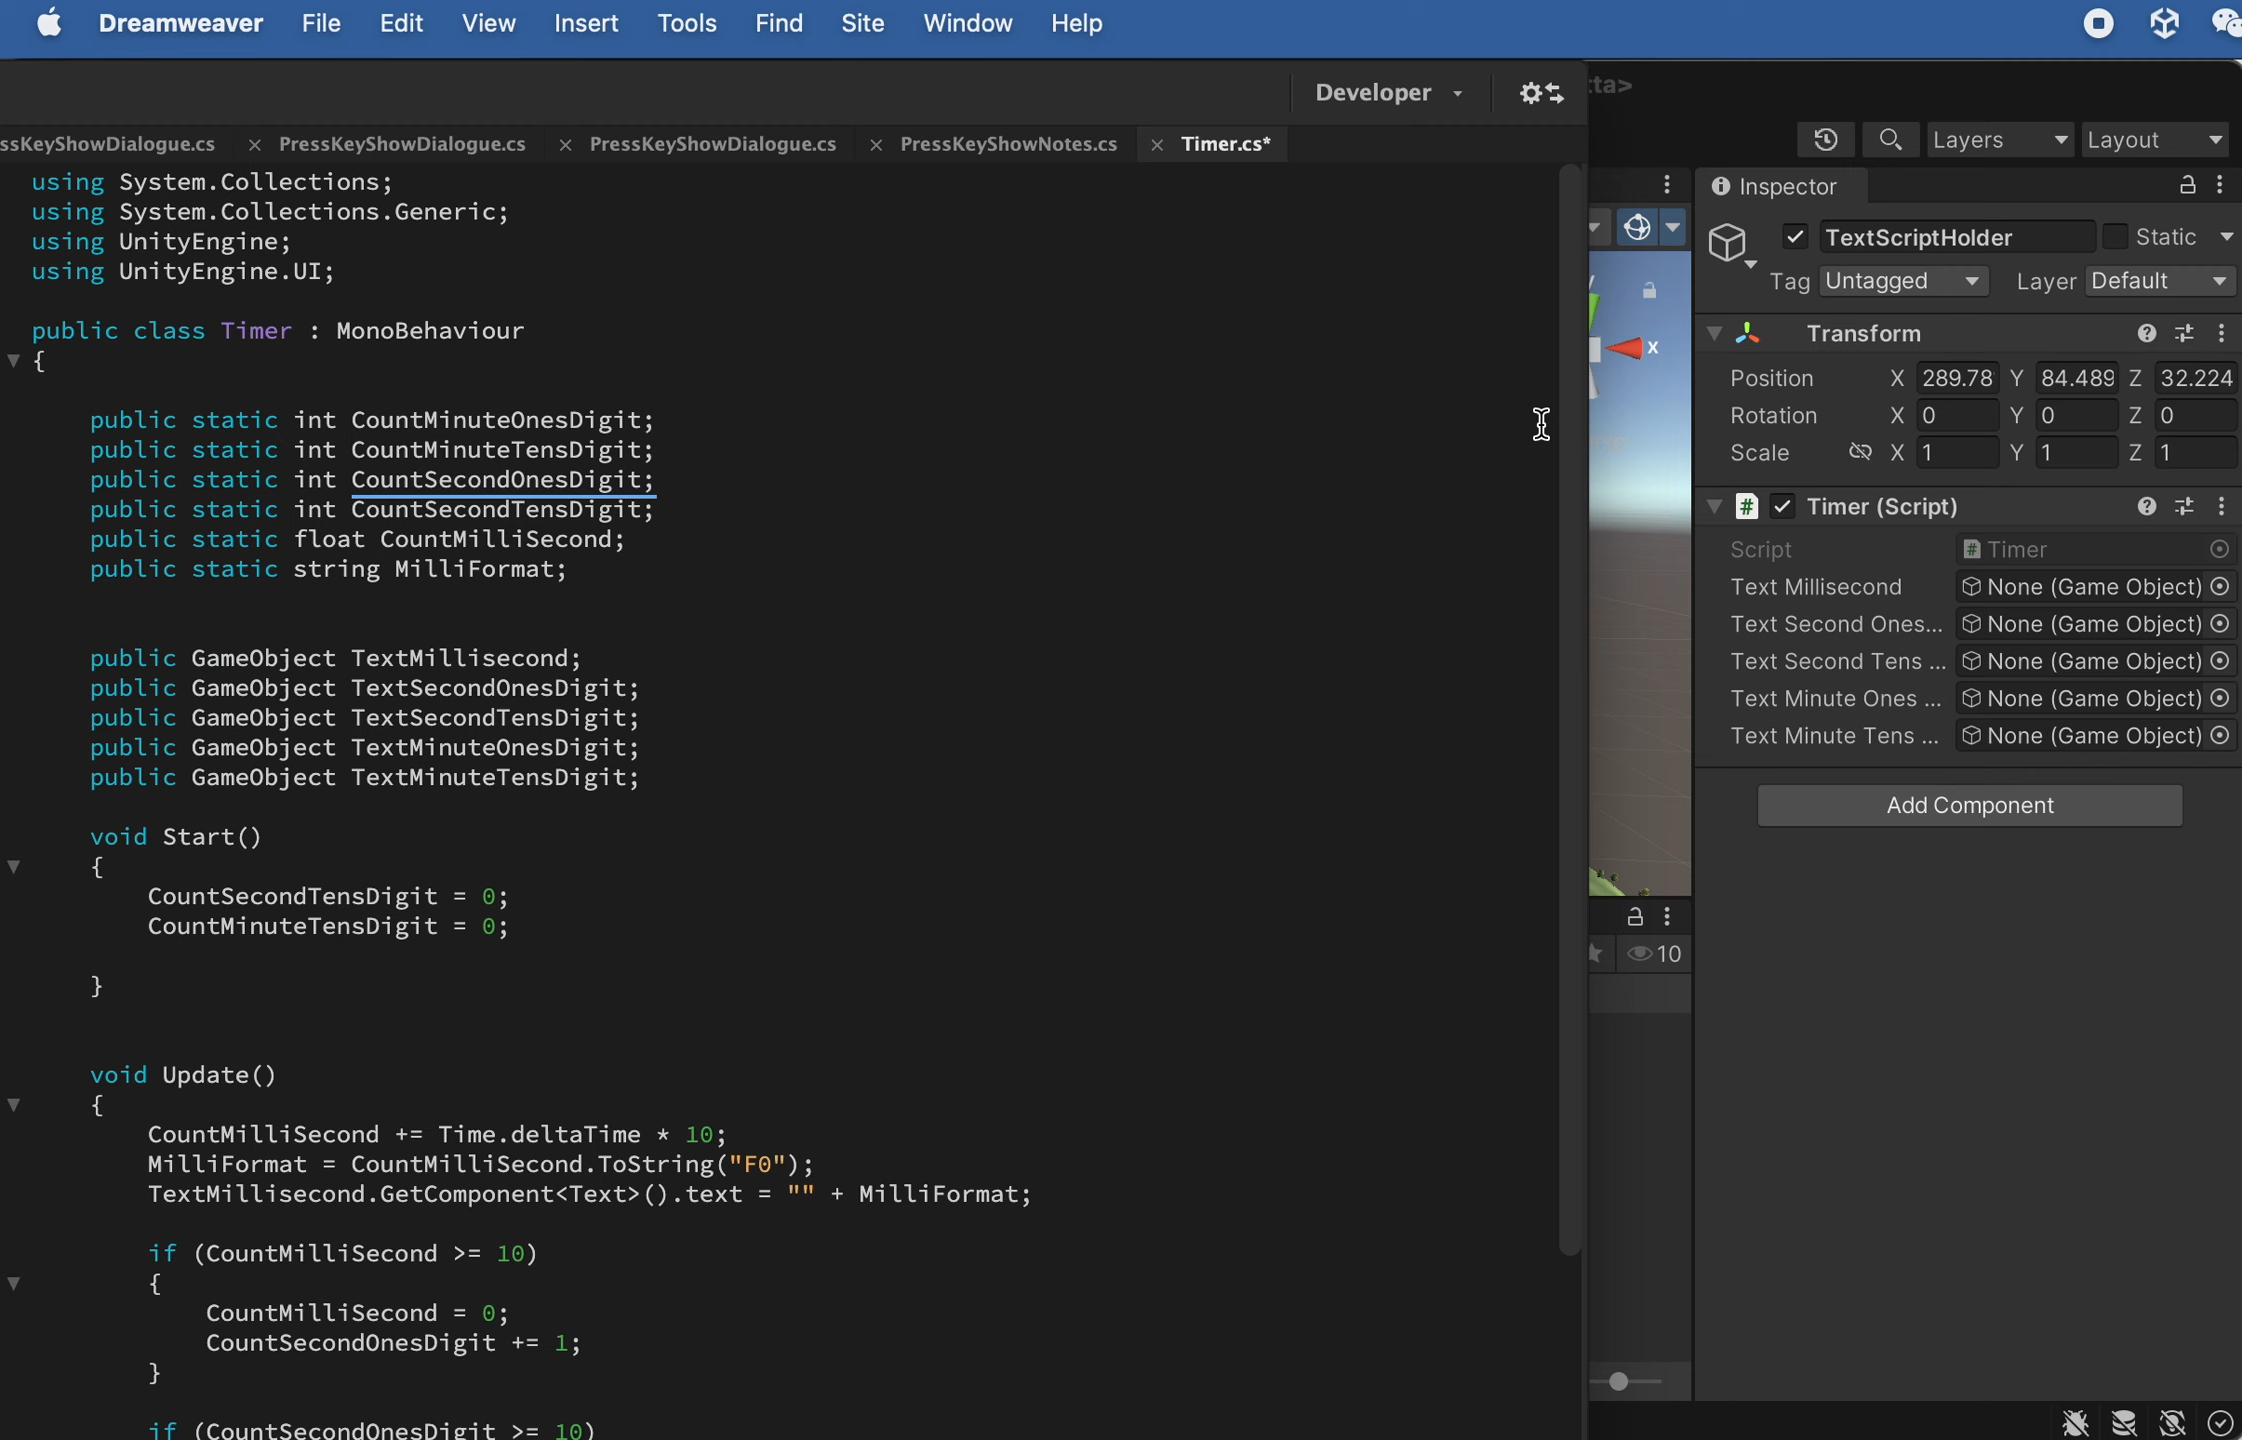 Dreamweaver File Edit View Insert Tools Find Site Window Help
Developer
ssKeyShowDialogue.cs × PressKeyShowDialogue.cs × PressKeyShowDialogue.cs × PressKeyShowNotes.cs × Timer.cs*
using System.Collections;
using System.Collections.Generic;
using UnityEngine;
using UnityEngine.UI;
public class Timer : MonoBehaviour
{
public static int CountMinuteOnesDigit;
public static int CountMinuteTensDigit;
public static int CountSecondOnesDigit;
public static int CountSecondTensDigit;
public static float CountMilliSecond;
public static string MilliFormat;
public GameObject TextMillisecond;
public GameObject TextSecondOnesDigit;
public GameObject TextSecondTensDigit;
public GameObject TextMinuteOnesDigit;
public GameObject TextMinuteTensDigit;
void Start()
{
CountSecondTensDigit = 0;
CountMinuteTensDigit = 0;
}
void Update()
{
CountMilliSecond += Time.deltaTime * 10;
MilliFormat = CountMilliSecond.ToString("F0");
TextMillisecond.GetComponent<Text>().text = "" + MilliFormat;
if (CountMilliSecond >= 10)
{
CountMilliSecond = 0;
CountSecondOnesDigit += 1;
}
if (CountSecondOnesDigit >= 10)
ta>
Layers Layout
Inspector
TextScriptHolder Static
Tag Untagged Layer Default
Transform
Position X 289.78 Y 84.489 Z 32.224
Rotation X 0 Y 0 Z 0
Scale X 1 Y 1 Z 1
# Timer (Script)
Script # Timer
Text Millisecond None (Game Object)
Text Second Ones... None (Game Object)
Text Second Tens ... None (Game Object)
Text Minute Ones ... None (Game Object)
Text Minute Tens ... None (Game Object)
Add Component
x
10